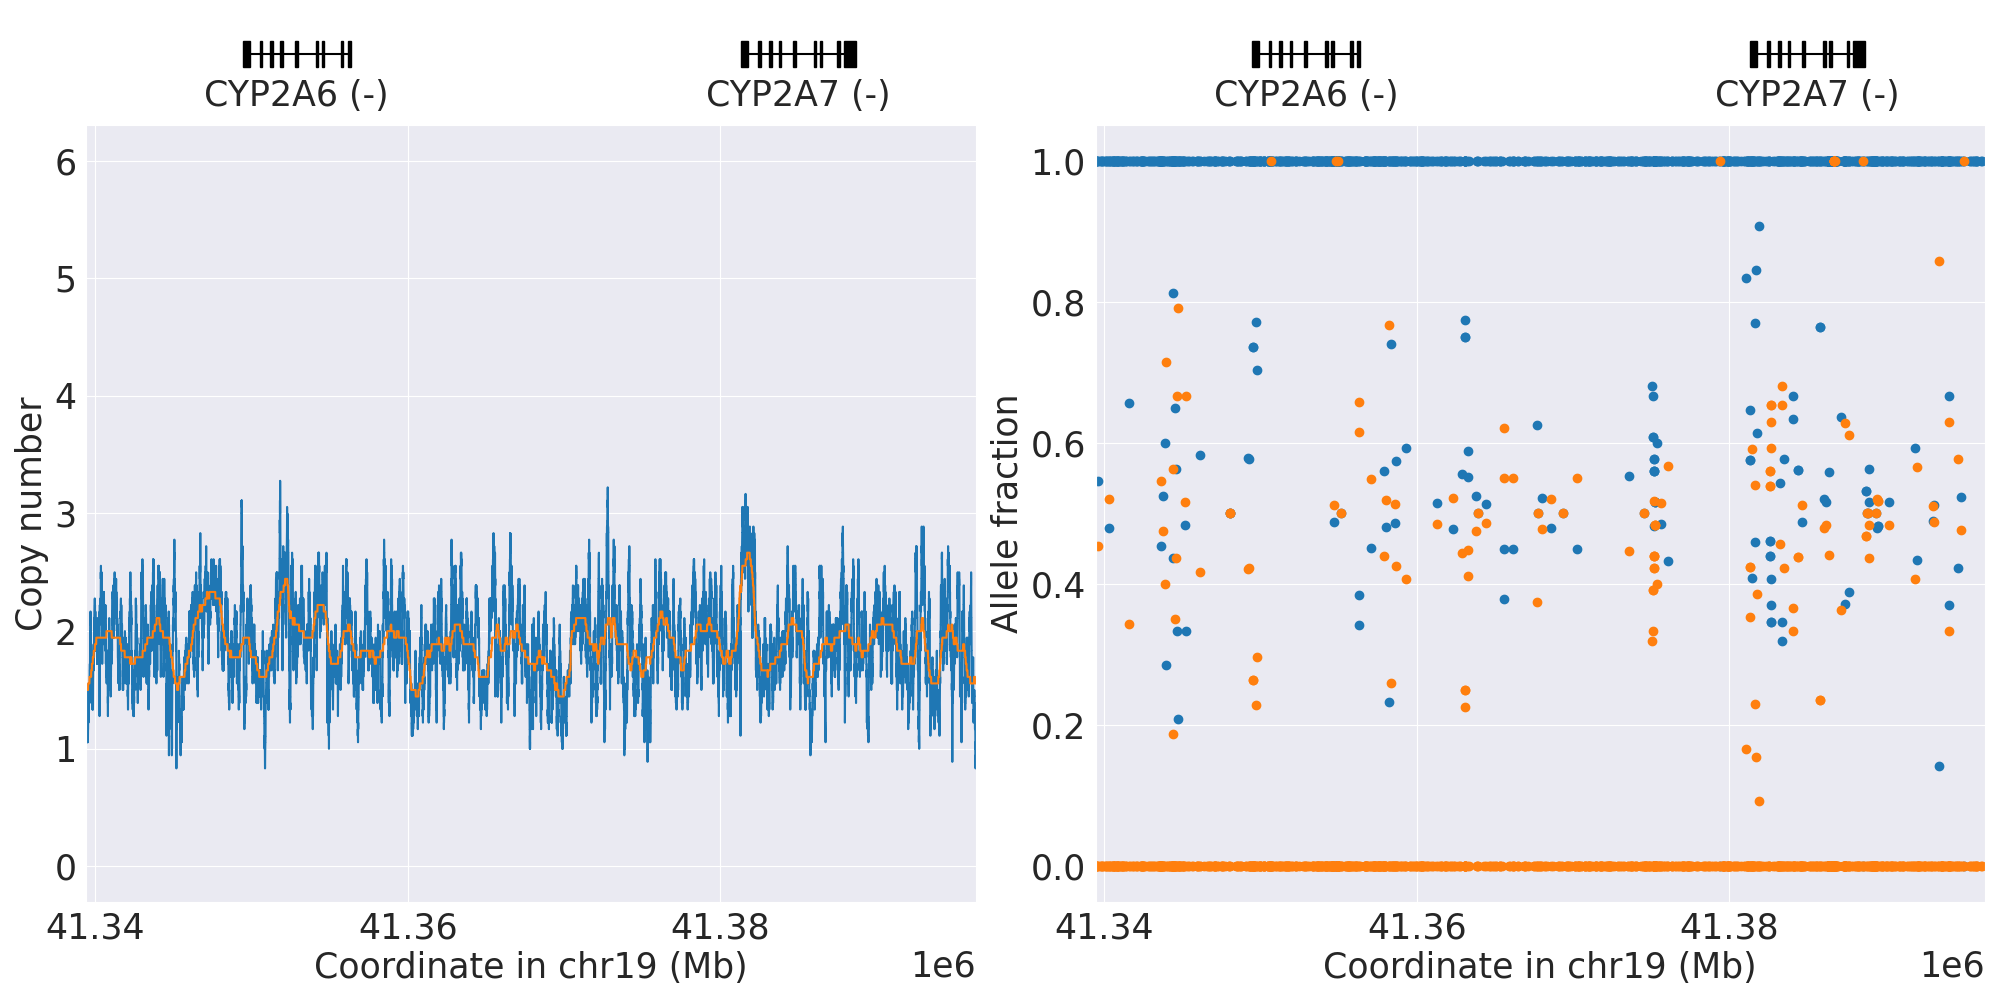 CYP2A6 (-)
CYP2A7 (-)
6
5
4
3
2
1
0
Copy number
41.34
41.36
41.38
1e6
Coordinate in chr19 (Mb)
CYP2A6 (-)
CYP2A7 (-)
1.0
0.8
0.6
0.4
0.2
0.0
Allele fraction
41.34
41.36
41.38
1e6
Coordinate in chr19 (Mb)